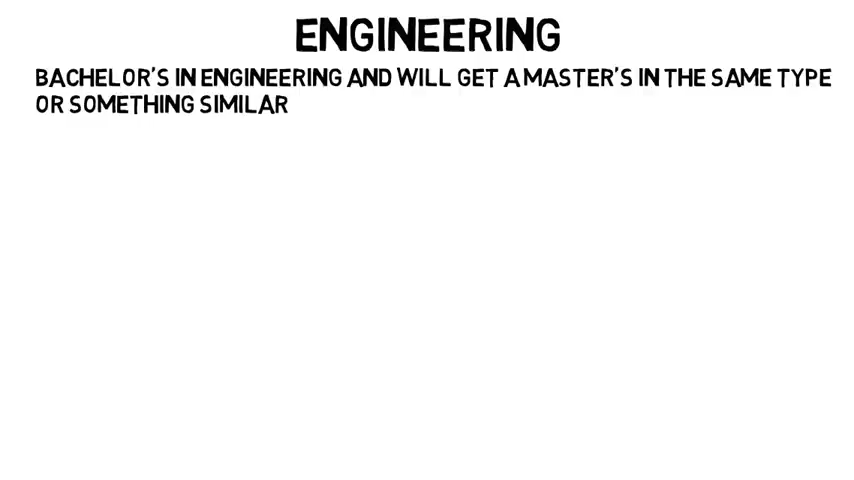 ENGINEERING
BACHELOR'S IN ENGINEERING AND WILL GET A MASTER'S IN THE SAME TYPE
OR SOMETHING SIMILAR